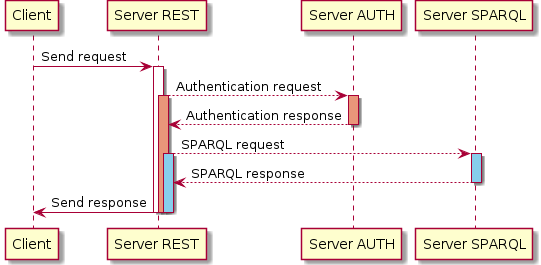 Client
Server REST
Server AUTH
Server SPARQL
Send request
Authentication request
Authentication response
SPARQL request
SPARQL response
Send response
Client
Server REST
Server AUTH
Server SPARQL